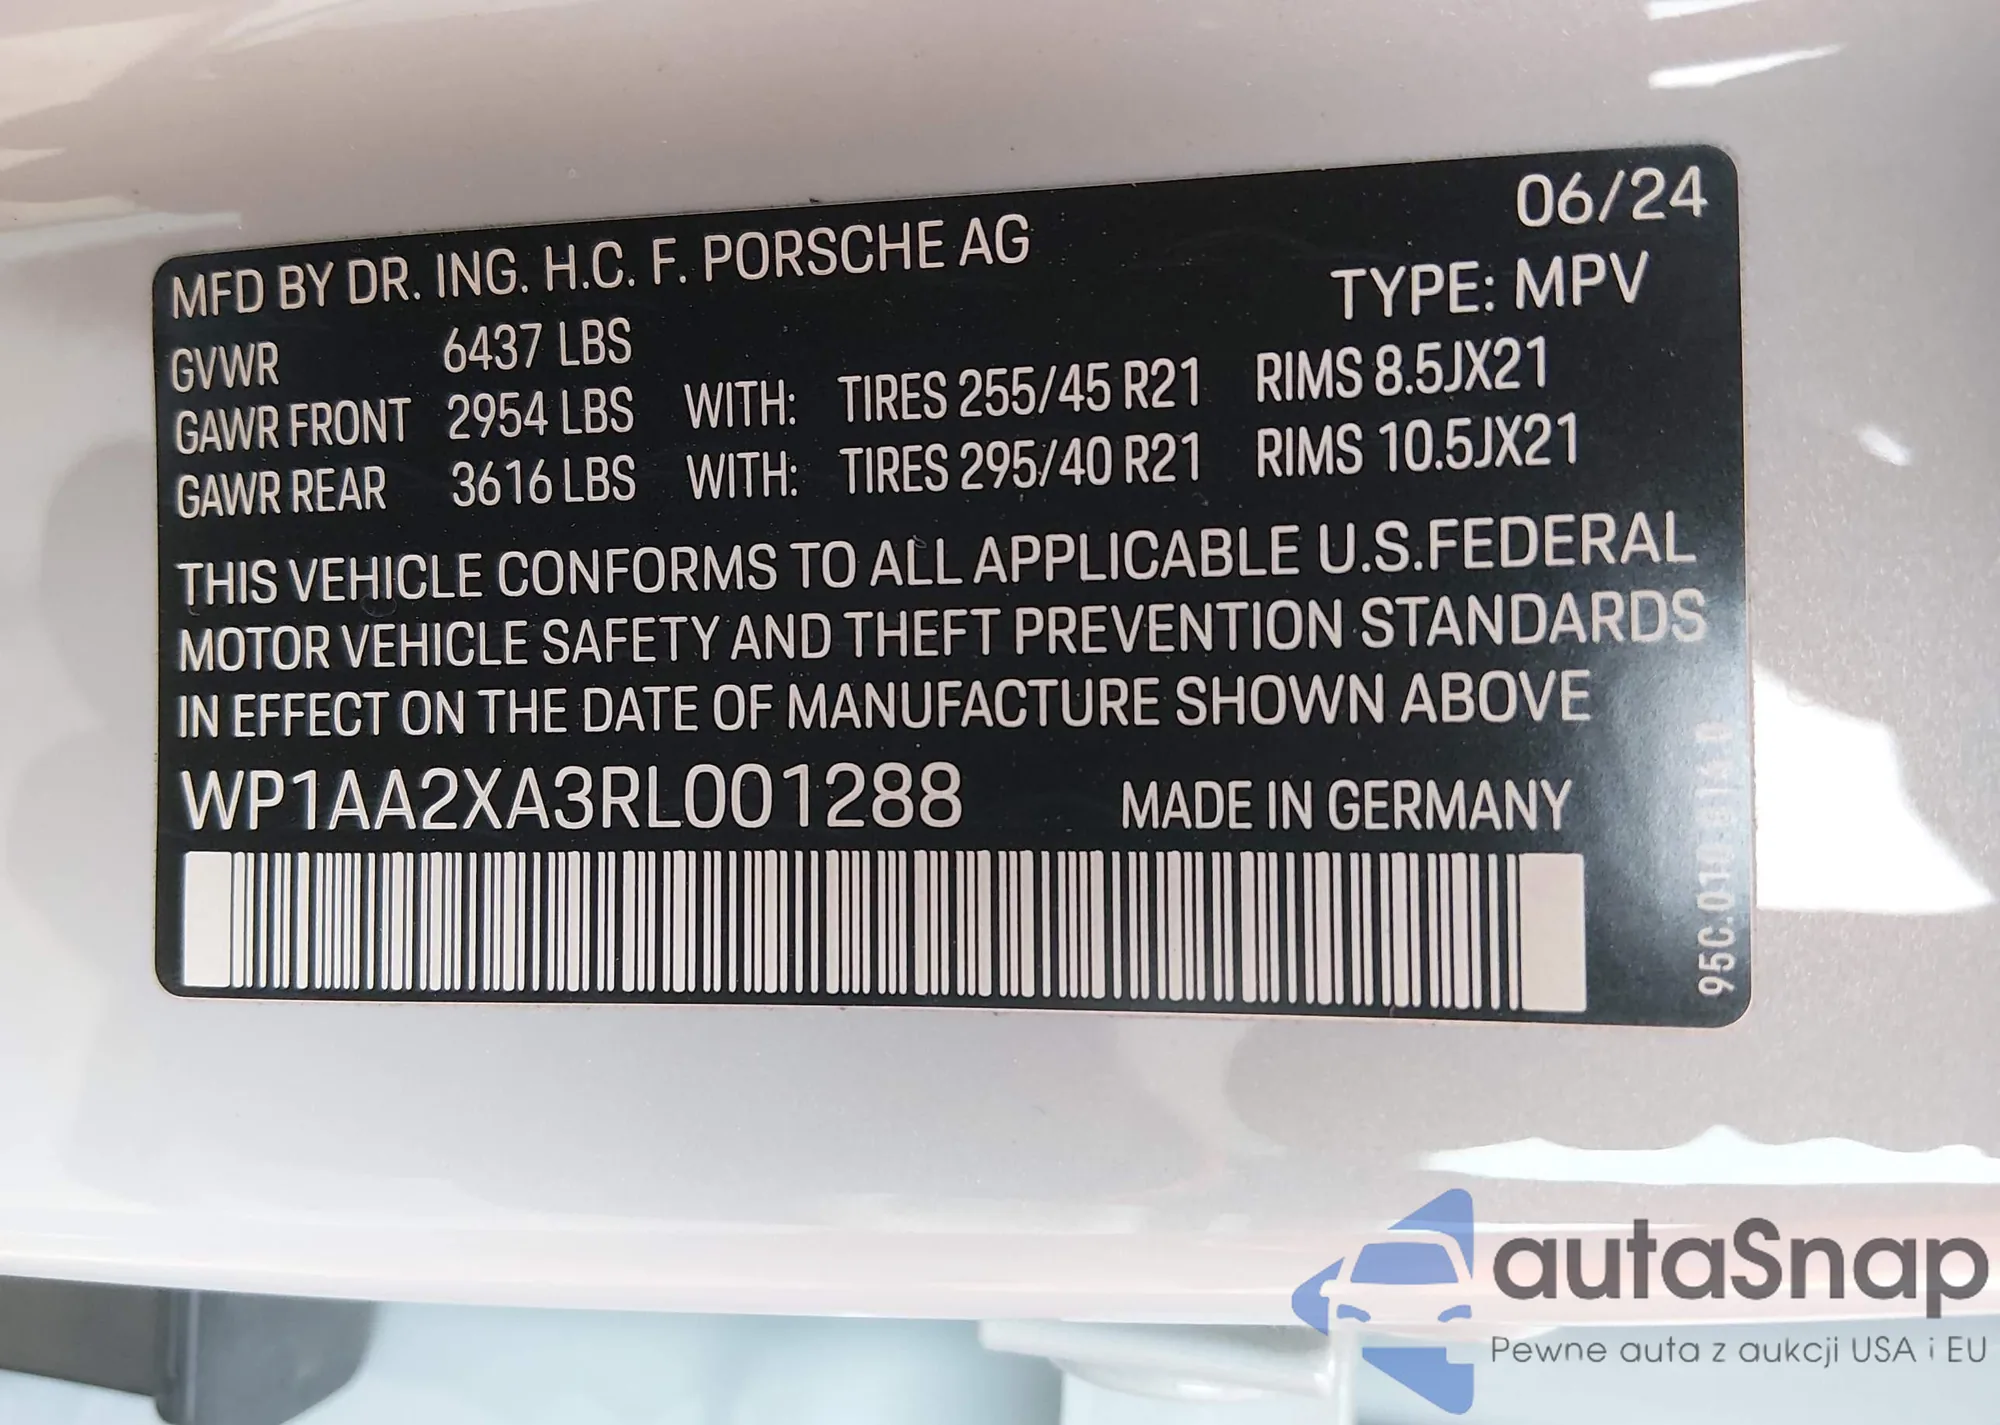 06/24
MFD BY DR. ING. H.C. F. PORSCHE AG
TYPE: MPV
GVWR 6437 LBS
GAWR FRONT 2954 LBS WITH: TIRES 255/45 R21 RIMS 8.5JX21
GAWR REAR 3616 LBS WITH: TIRES 295/40 R21 RIMS 10.5JX21
THIS VEHICLE CONFORMS TO ALL APPLICABLE U.S.FEDERAL
MOTOR VEHICLE SAFETY AND THEFT PREVENTION STANDARDS
IN EFFECT ON THE DATE OF MANUFACTURE SHOWN ABOVE
WP1AA2XA3RL001288 MADE IN GERMANY
autaSnap
Pewne auta z aukcji USA i EU